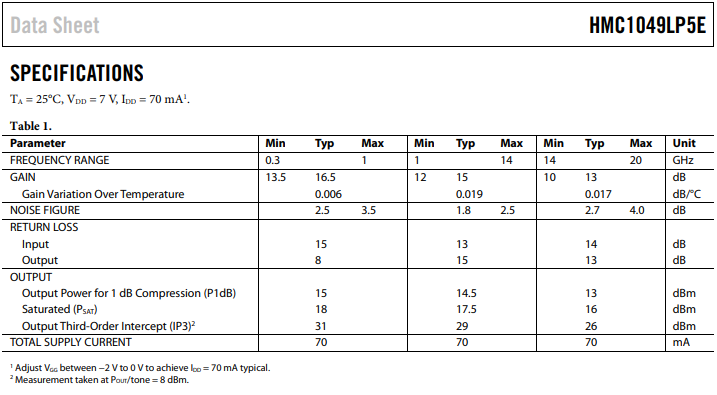 Data Sheet HMC1049LP5E
SPECIFICATIONS
TA = 25°C, VDD = 7 V, IDD = 70 mA1.
Table 1.
Parameter Min Typ Max Min Typ Max Min Typ Max Unit
FREQUENCY RANGE 0.3 1 1 14 14 20 GHz
GAIN 13.5 16.5 12 15 10 13 dB
Gain Variation Over Temperature 0.006 0.019 0.017 dB/°C
NOISE FIGURE 2.5 3.5 1.8 2.5 2.7 4.0 dB
RETURN LOSS
Input 15 13 14 dB
Output 8 15 13 dB
OUTPUT
Output Power for 1 dB Compression (P1dB) 15 14.5 13 dBm
Saturated (PSAT) 18 17.5 16 dBm
Output Third-Order Intercept (IP3)2 31 29 26 dBm
TOTAL SUPPLY CURRENT 70 70 70 mA
1 Adjust VGG between −2 V to 0 V to achieve IDD = 70 mA typical.
2 Measurement taken at POUT/tone = 8 dBm.